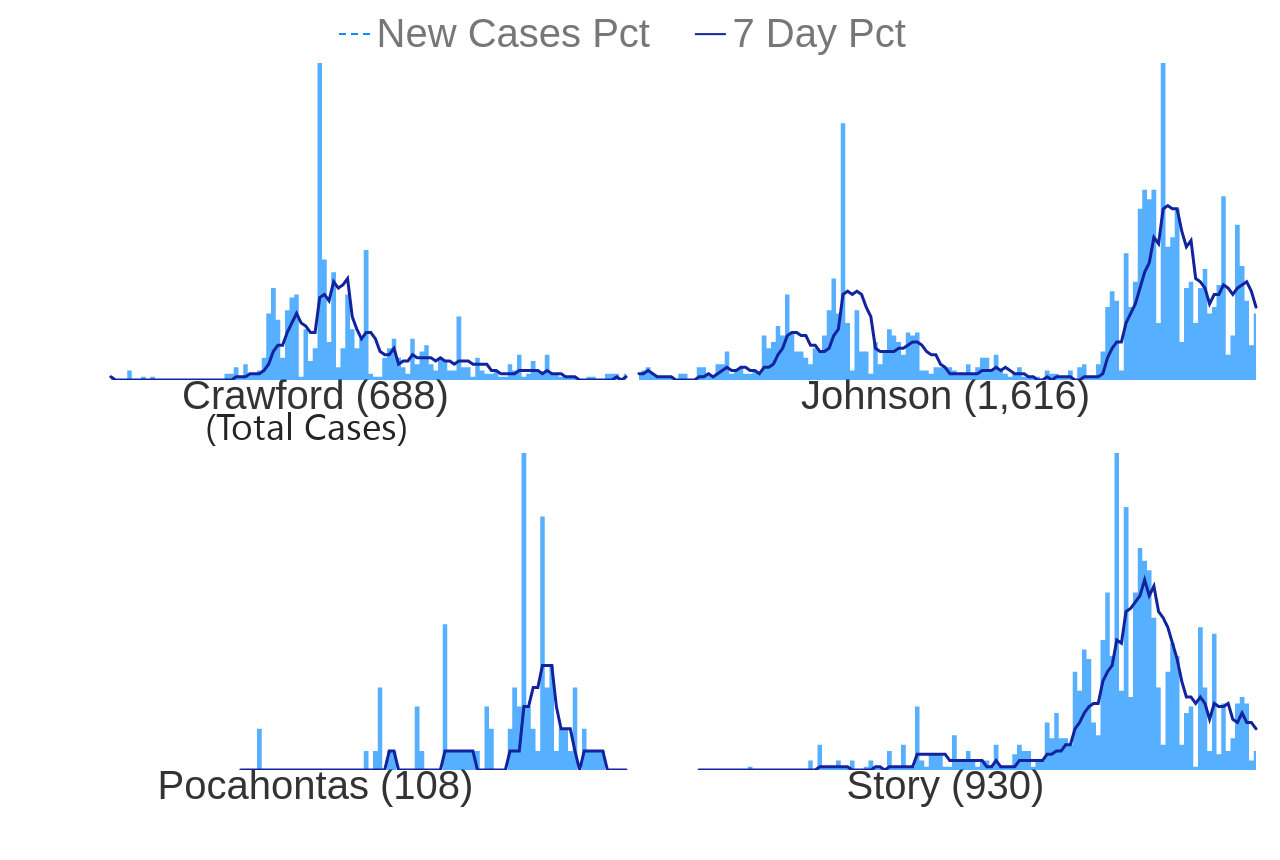 New Cases Pct 7 Day Pct
Crawford (688) Johnson (1,616)
(Total Cases)
Pocahontas (108) Story (930)